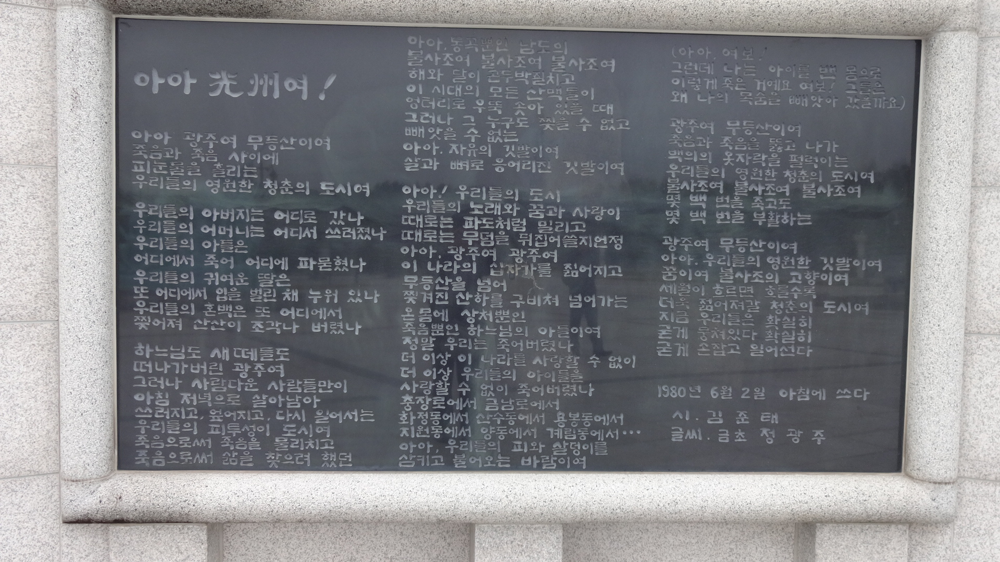 아아 光州여!
아아 광주여 무등산이여
죽음과 죽음 사이에
피눈물을 흘리는
우리들의 영원한 청춘의 도시여
우리들의 아버지는 어디로 갔나
우리들의 어머니는 어디서 쓰러졌나
우리들의 아들은
어디에서 죽어 어디에 파묻혔나
우리들의 귀여운 딸은
또 어디에서 입을 벌린 채 누워 있나
우리들의 혼백은 또 어디에서
찢어져 산산이 조각나 버렸나
하느님도 새떼들도
떠나가버린 광주여
그러나 사람다운 사람들만이
아침 저녁으로 살아남아
쓰러지고, 엎어지고, 다시 일어서는
우리들의 피투성이 도시여
죽음으로써 죽음을 물리치고
죽음으로써 삶을 찾으려 했던
아아, 통곡뿐인 남도의
불사조여 불사조여 불사조여
해와 달이 곤두박질치고
이 시대의 모든 산맥들이
엉터리로 우뚝 솟아 있을 때
그러나 그 누구도 찢을 수 없고
빼앗을 수 없는
아아, 자유의 깃발이여
살과 뼈로 응어리진 깃발이여
아아! 우리들의 도시
우리들의 노래와 꿈과 사랑이
때로는 파도처럼 밀리고
때로는 무덤을 뒤집어쓸지언정
아아, 광주여 광주여
이 나라의 십자가를 짊어지고
무등산을 넘어
찢겨진 산하를 구비쳐 넘어가는
온몸에 상처뿐인
죽음뿐인 하느님의 아들이여
정말 우리는 죽어버렸나
더 이상 이 나라를 사랑할 수 없이
더 이상 우리들의 아이들을
사랑할 수 없이 죽어버렸나
충장로에서 금남로에서
화정동에서 산수동에서 용봉동에서
지원동에서 양동에서 계림동에서…
아아, 우리들의 피와 살덩이를
삼키고 불어오는 바람이여
(아아, 여보!
그런데 나는 아이를 밴 몸으로
이렇게 죽은 거예요 여보! 그들은
왜 나의 목숨을 빼앗아 갔을까요)
광주여 무등산이여
죽음과 죽음을 뚫고 나가
백의의 옷자락을 펄럭이는
우리들의 영원한 청춘의 도시여
불사조여 불사조여 불사조여
몇 백 번을 죽고도
몇 백 번을 부활하는
광주여 무등산이여
아아, 우리들의 영원한 깃발이여
꿈이여 불사조의 고향이여
세월이 흐르면 흐를수록
더욱 젊어져갈 청춘의 도시여
지금 우리들은 확실히
굳게 뭉쳐있다 확실히
굳게 손잡고 일어선다
1980년 6월 2일 아침에 쓰다
시. 김 준 태
글씨. 금초 정 광 주